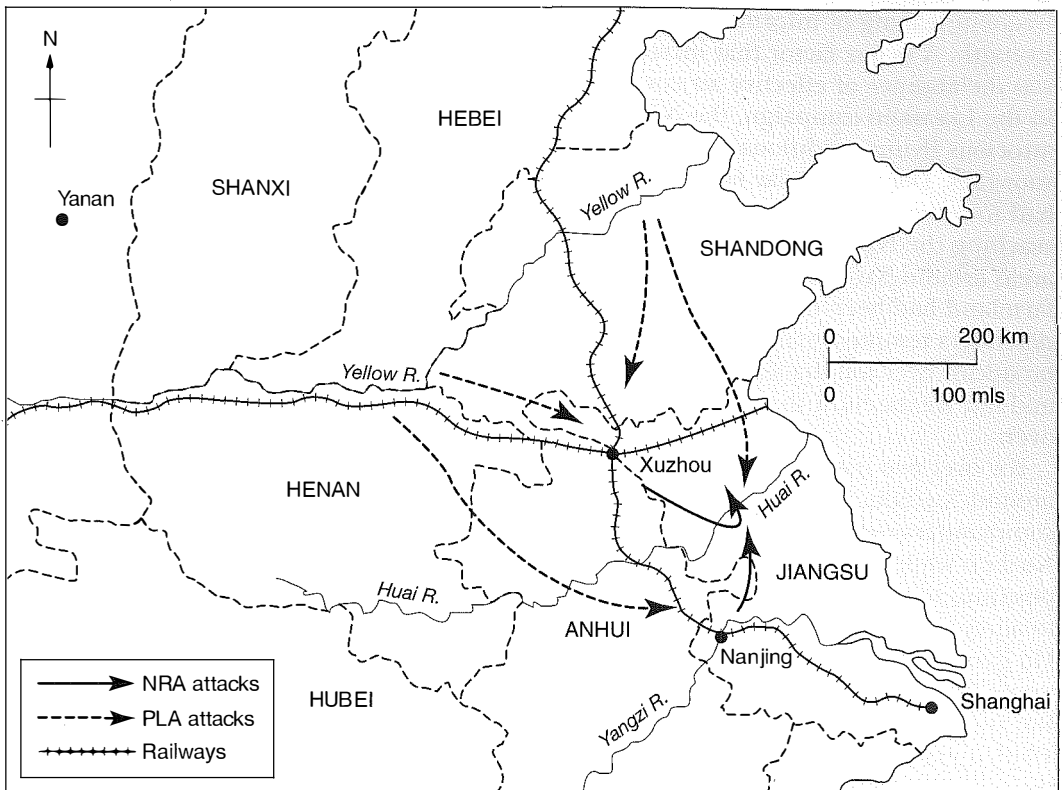 N
HEBEI
Yanan
SHANXI
Yellow R.
SHANDONG
0 200 km
0 100 mls
Yellow R.
Xuzhou
HENAN
Huai R.
JIANGSU
Huai R.
ANHUI
Nanjing
HUBEI
Yangzi R.
Shanghai
NRA attacks
PLA attacks
Railways